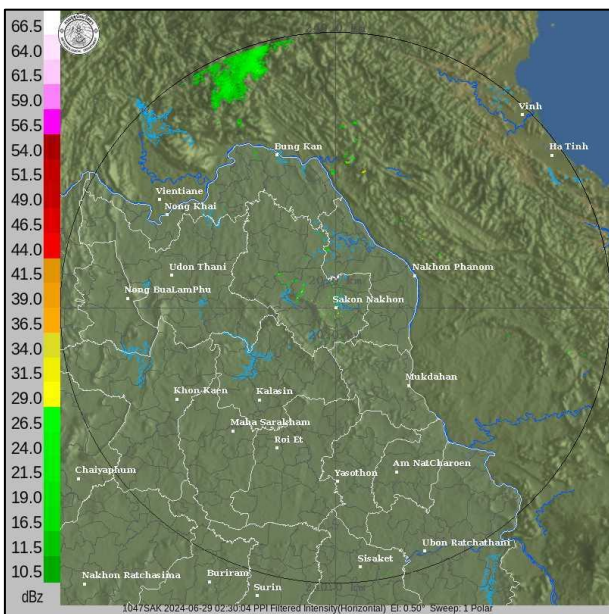 66.5
64.0
61.5
59.0
56.5
54.0
51.5
49.0
46.5
44.0
41.5
39.0
36.5
34.0
31.5
29.0
26.5
24.0
21.5
19.0
16.5
13.5
11.5
10.5
dBz
Vinh
Ha Tinh
Bung Kan
Vientiane
Nong Khai
Udon Thani
Nakhon Phanom
Nong BuaLamPhu
Sakon Nakhon
Mukdahan
Khon Kaen
Kalasin
Maha Sarakham
Roi Et
Chaiyaphum
Yasothon
Am NatCharoen
Ubon Ratchathani
Sisaket
Nakhon Ratchasima
Buriram
Surin
1047SAK 2024-06-29 02:30:04 PPI Filtered Intensity(Horizontal) El: 0.50° Sweep: 1 Polar